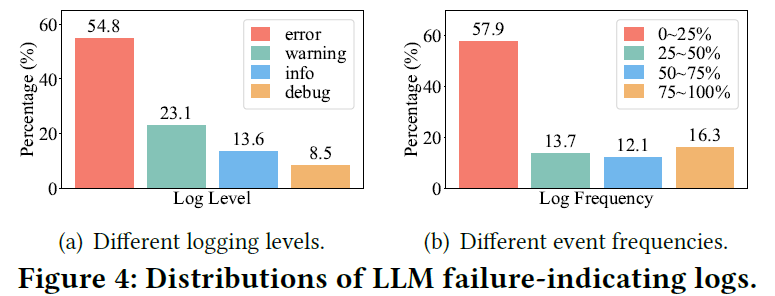 60
40
20
0
Percentage (%)
54.8
23.1
13.6
8.5
error
warning
info
debug
Log Level
(a) Different logging levels.
60
40
20
0
Percentage (%)
57.9
13.7
12.1
16.3
0~25%
25~50%
50~75%
75~100%
Log Frequency
(b) Different event frequencies.
Figure 4: Distributions of LLM failure-indicating logs.